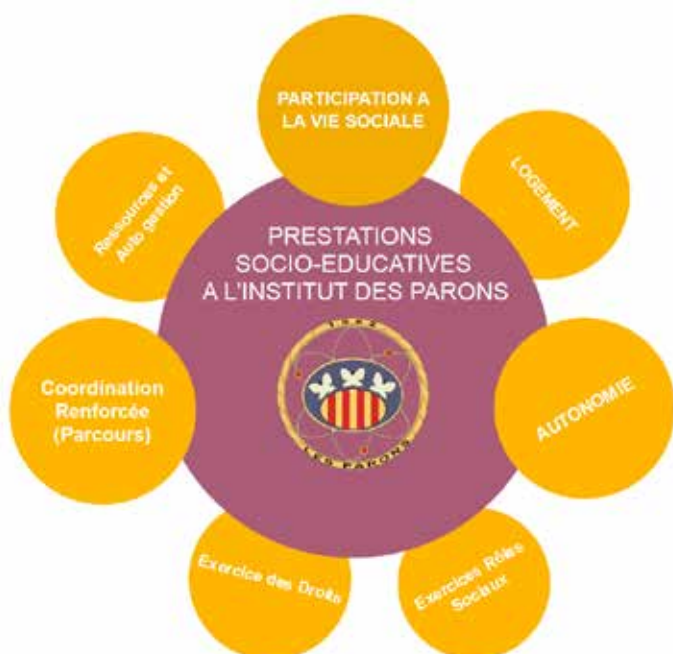 PARTICIPATION A
LA VIE SOCIALE
LOGEMENT
Ressources et
Auto gestion
PRESTATIONS
SOCIO-EDUCATIVES
A L'INSTITUT DES PARONS
1962
LES PARONS
Coordination
Renforcée
(Parcours)
AUTONOMIE
Exercice des Droits
Exercices Rôles
Sociaux